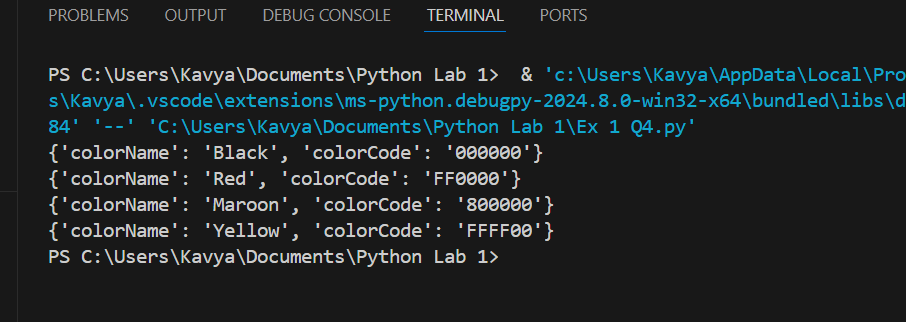 PROBLEMS OUTPUT DEBUG CONSOLE TERMINAL PORTS
PS C:\Users\Kavya\Documents\Python Lab 1>  & 'c:\Users\Kavya\AppData\Local\Pro
s\Kavya\.vscode\extensions\ms-python.debugpy-2024.8.0-win32-x64\bundled\libs\d
84' '--' 'C:\Users\Kavya\Documents\Python Lab 1\Ex 1 Q4.py'
{'colorName': 'Black', 'colorCode': '000000'}
{'colorName': 'Red', 'colorCode': 'FF0000'}
{'colorName': 'Maroon', 'colorCode': '800000'}
{'colorName': 'Yellow', 'colorCode': 'FFFF00'}
PS C:\Users\Kavya\Documents\Python Lab 1>